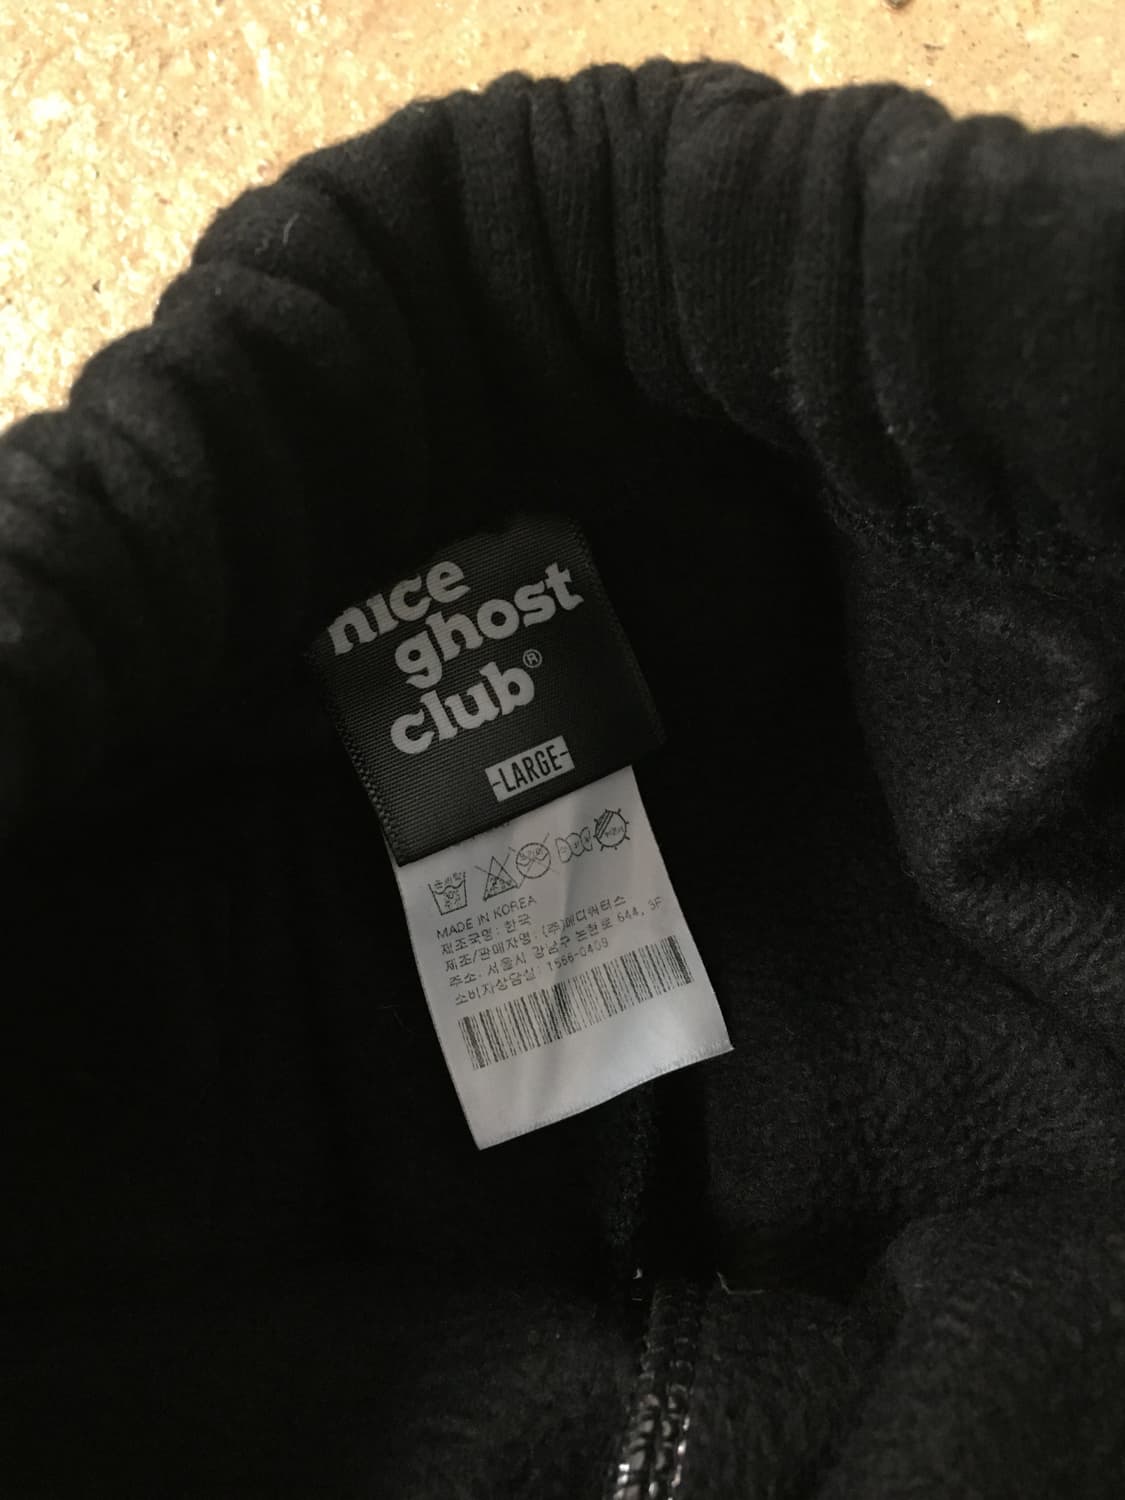 nice
ghost
club®
-LARGE-
MADE IN KOREA
제조국명: 한국
제조/판매자명: (주)에디쿼터스
주소: 서울시 강남구 논현로 644, 3F
소비자상담실: 1566-0409